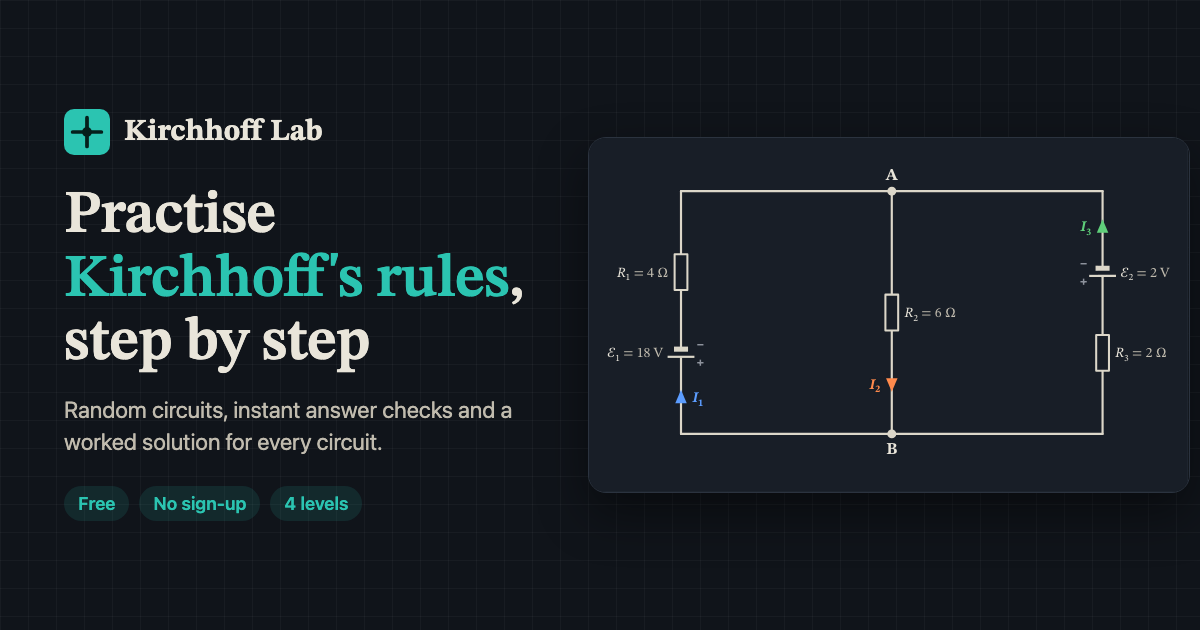 Kirchhoff Lab
Practise
Kirchhoff's rules,
step by step
Random circuits, instant answer checks and a
worked solution for every circuit.
Free
No sign-up
4 levels
A
I₃
R₁ = 4 Ω
−
+
ℰ₂ = 2 V
R₂ = 6 Ω
ℰ₁ = 18 V
−
+
R₃ = 2 Ω
I₂
I₁
B